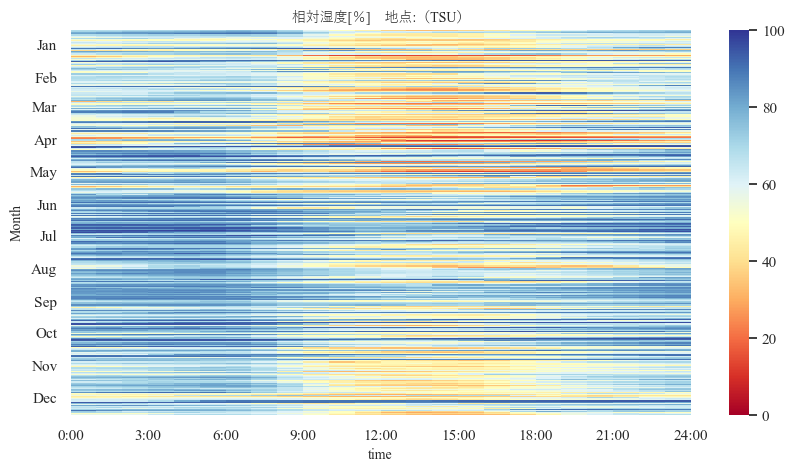 相対湿度[%]　地点:（TSU）
Month
Jan
Feb
Mar
Apr
May
Jun
Jul
Aug
Sep
Oct
Nov
Dec
0:00 3:00 6:00 9:00 12:00 15:00 18:00 21:00 24:00
time
100
80
60
40
20
0